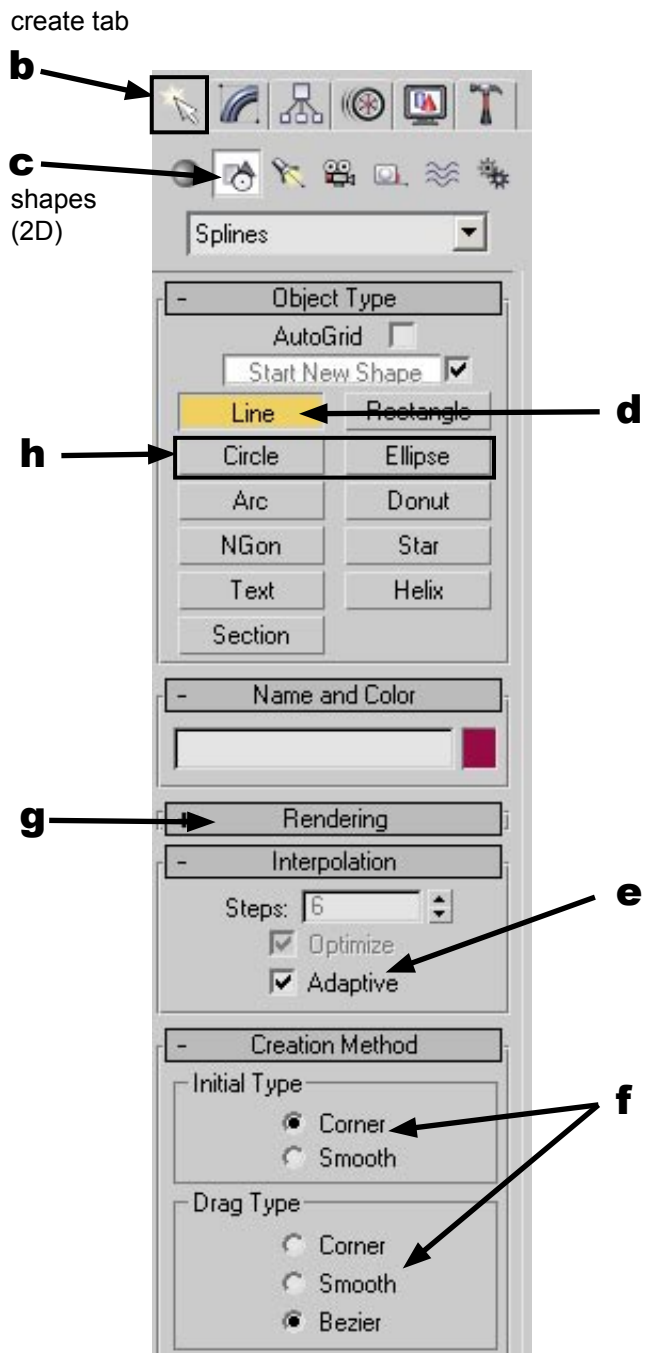 create tab
b
c
shapes
(2D)
Splines
- Object Type
AutoGrid
Start New Shape
Line Rectangle
d
h
Circle Ellipse
Arc Donut
NGon Star
Text Helix
Section
- Name and Color
g
+ Rendering
- Interpolation
Steps: 6
e
Optimize
Adaptive
- Creation Method
Initial Type
f
Corner
Smooth
Drag Type
Corner
Smooth
Bezier